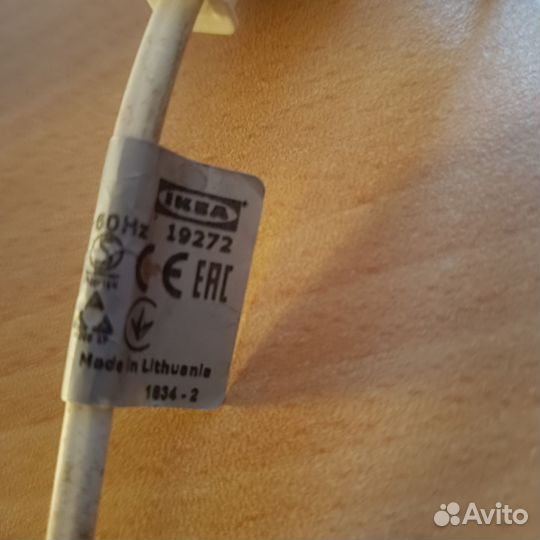 IKEA
60Hz 19272
CE EAC
Made in Lithuania
1834-2
Avito